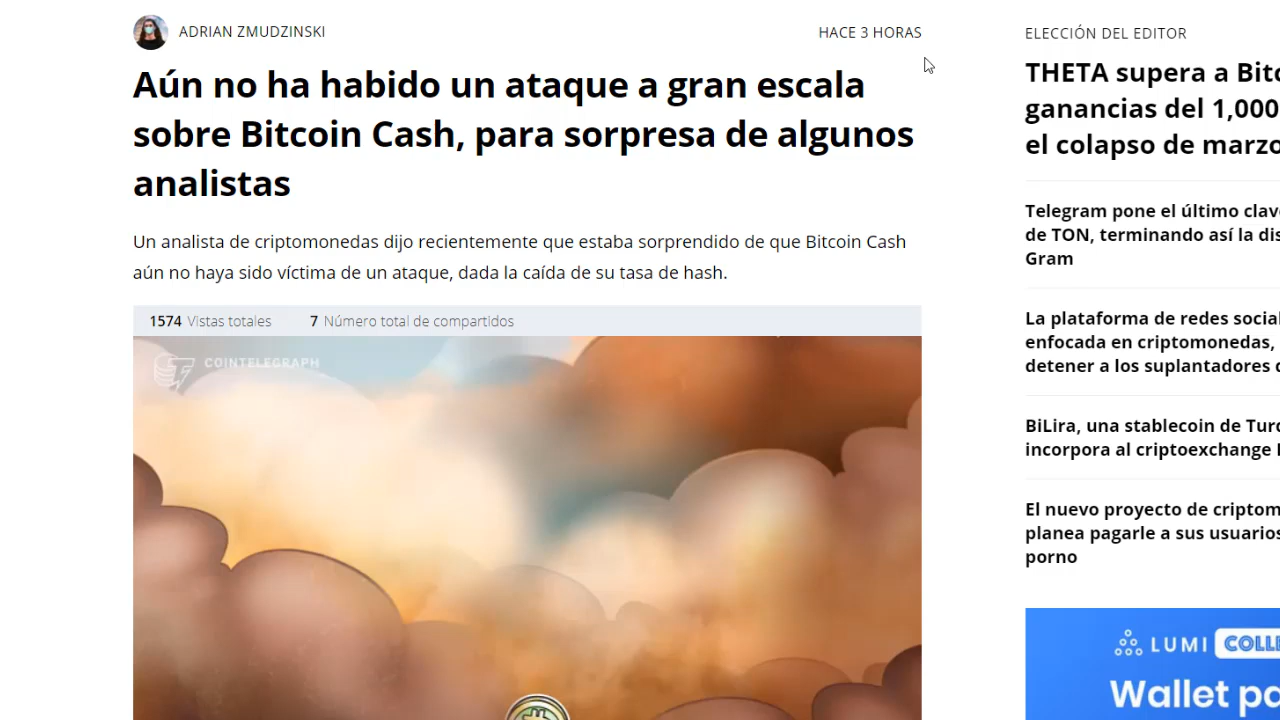 ADRIAN ZMUDZINSKI
HACE 3 HORAS
Aún no ha habido un ataque a gran escala
sobre Bitcoin Cash, para sorpresa de algunos
analistas
Un analista de criptomonedas dijo recientemente que estaba sorprendido de que Bitcoin Cash
aún no haya sido víctima de un ataque, dada la caída de su tasa de hash.
1574 Vistas totales 7 Número total de compartidos
COINTELEGRAPH
ELECCIÓN DEL EDITOR
THETA supera a
ganancias del 1,000
el colapso de marzo
Telegram pone el último
de TON, terminando así la
Gram
La plataforma de redes
enfocada en criptomonedas,
detener a los suplantadores
BiLira, una stablecoin de
incorpora al criptoexchange
El nuevo proyecto de
planea pagarle a sus usuarios
porno
LUMI
Wallet